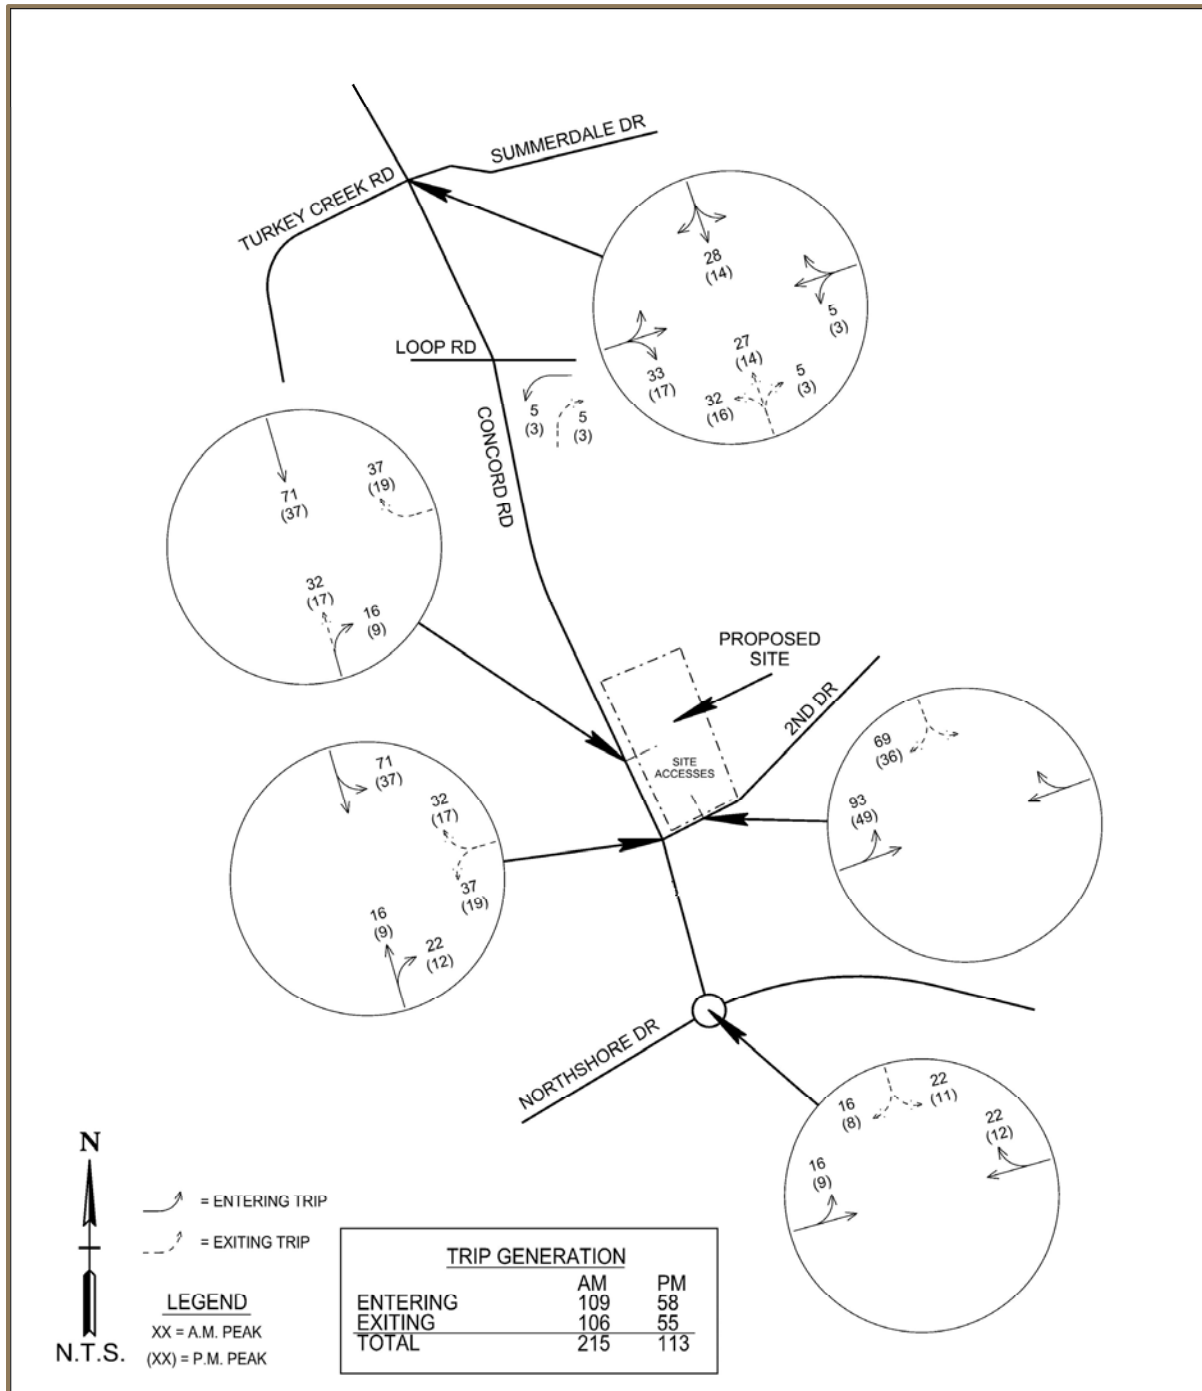 SUMMERDALE DR
TURKEY CREEK RD
28
(14)
5
(3)
33
(17)
27
(14)
32
(16)
5
(3)
LOOP RD
5
(3)
5
(3)
CONCORD RD
71
(37)
37
(19)
32
(17)
16
(9)
PROPOSED
SITE
2ND DR
SITE
ACCESSES
71
(37)
32
(17)
37
(19)
16
(9)
22
(12)
69
(36)
93
(49)
NORTHSHORE DR
16
(8)
22
(11)
22
(12)
16
(9)
N
N.T.S.
= ENTERING TRIP
= EXITING TRIP
LEGEND
XX = A.M. PEAK
(XX) = P.M. PEAK
TRIP GENERATION
AM PM
ENTERING 109 58
EXITING 106 55
TOTAL 215 113